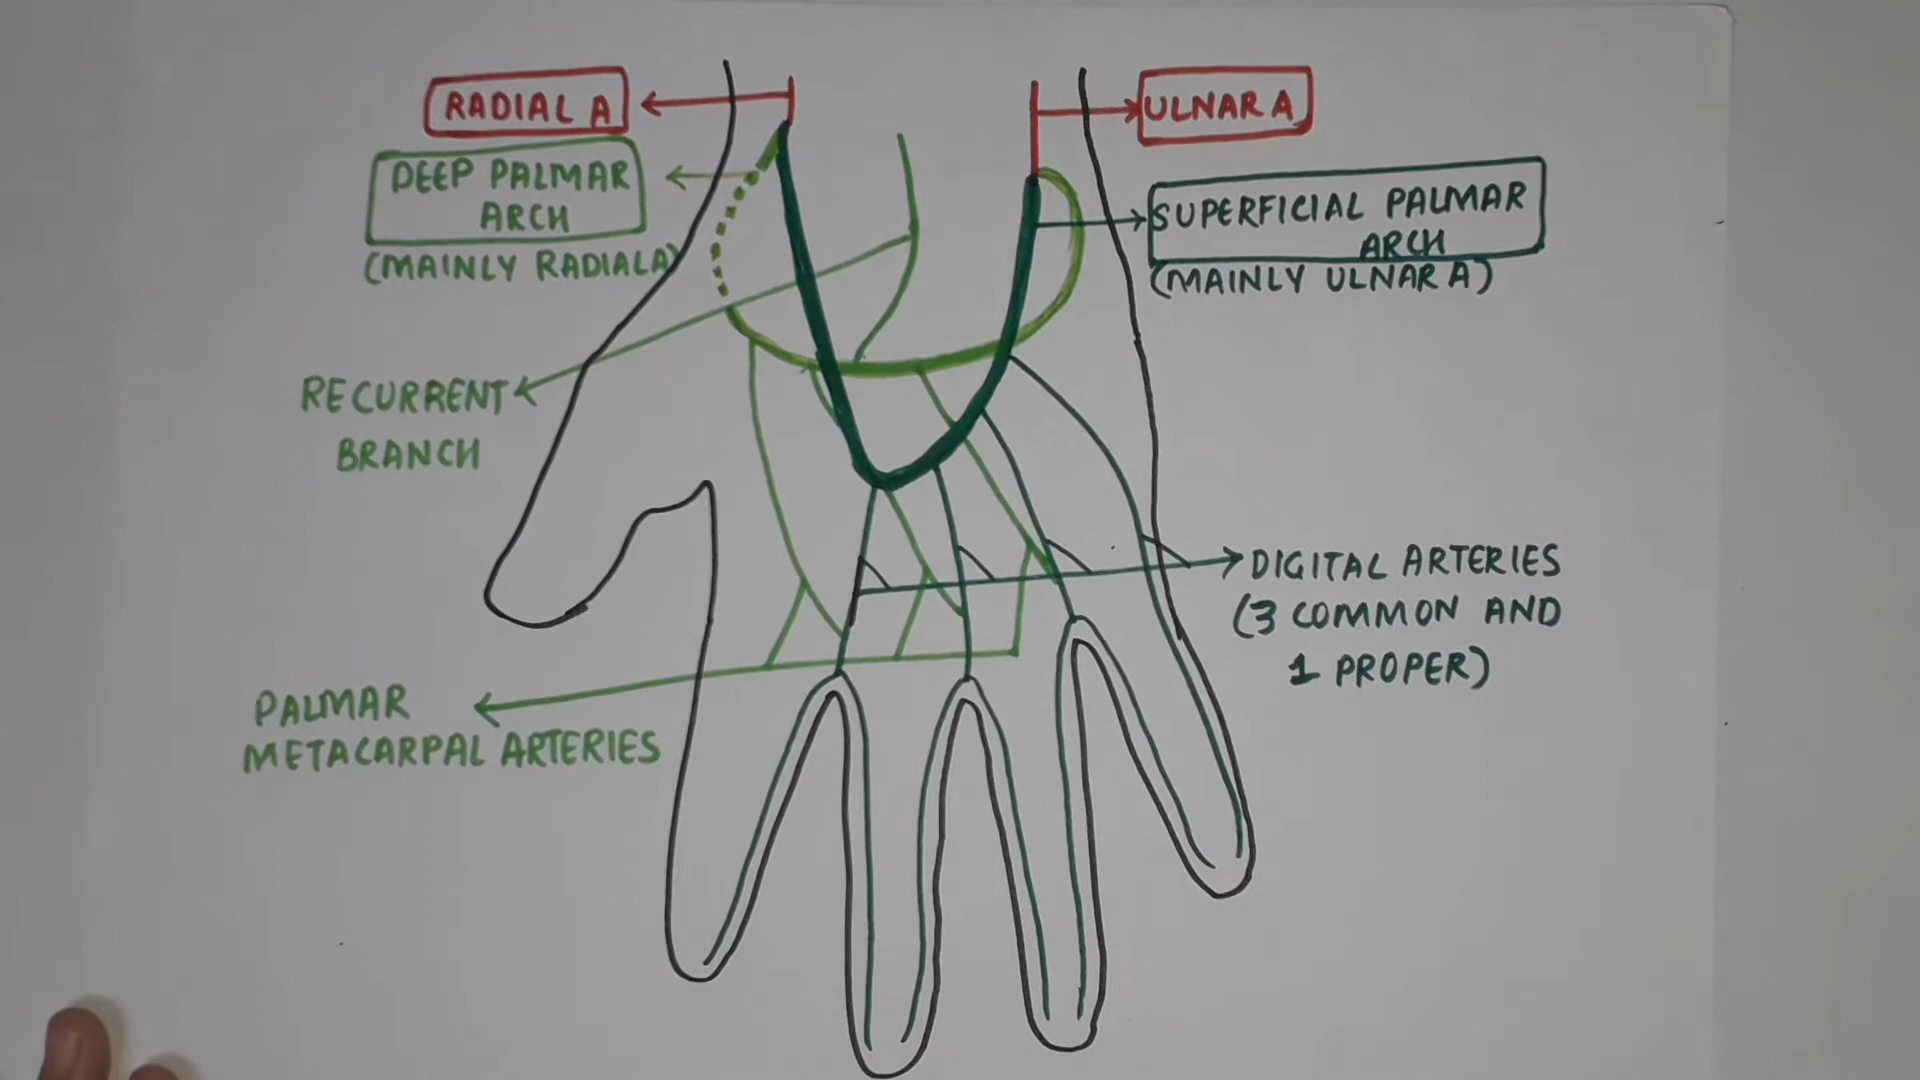 RADIAL A
DEEP PALMAR
ARCH
(MAINLY RADIAL A)
RECURRENT
BRANCH
PALMAR
METACARPAL ARTERIES
ULNAR A
SUPERFICIAL PALMAR
ARCH
(MAINLY ULNAR A)
DIGITAL ARTERIES
(3 COMMON AND
1 PROPER)